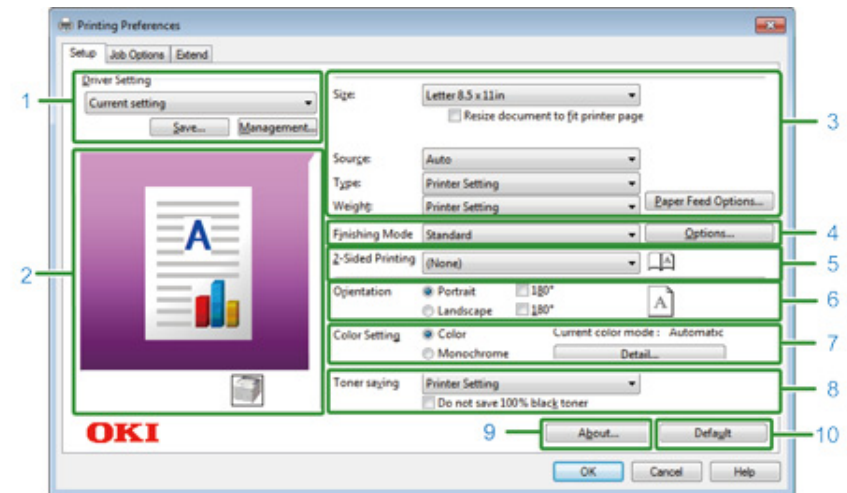 Printing Preferences
Setup Job Options Extend
Driver Setting
1
Current setting
Save... Management...
Size: Letter 8.5 x 11in
Resize document to fit printer page
3
Source: Auto
Type: Printer Setting
Weight: Printer Setting Paper Feed Options...
Finishing Mode Standard Options... 4
2-Sided Printing (None) A 5
2
A
Orientation Portrait 180°
Landscape 180°
A
6
Color Setting Color Current color mode : Automatic
Monochrome Detail...
7
Toner saving Printer Setting
Do not save 100% black toner
8
OKI
9 About... Default 10
OK Cancel Help